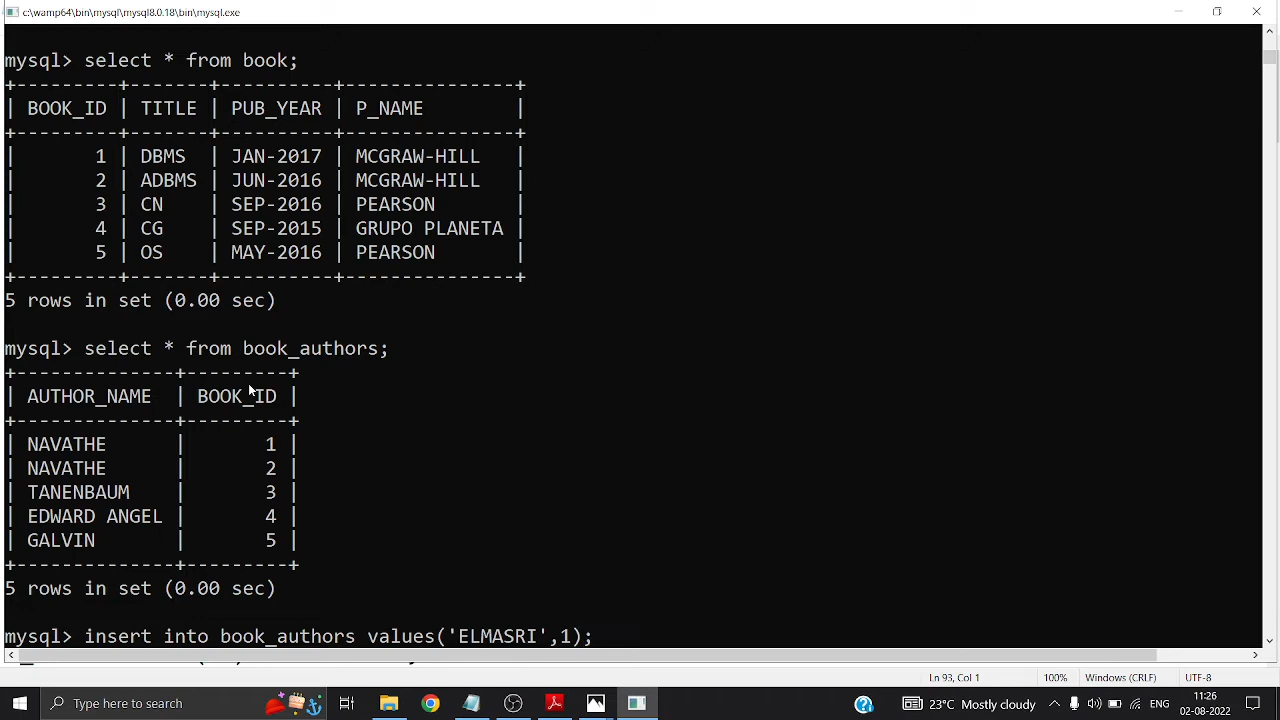 c:\wamp64\bin\mysql\mysql8.0.18\bin\mysql.exe
mysql> select * from book;
+---------+-------+----------+---------------+
| BOOK_ID | TITLE | PUB_YEAR | P_NAME        |
+---------+-------+----------+---------------+
|       1 | DBMS  | JAN-2017 | MCGRAW-HILL   |
|       2 | ADBMS | JUN-2016 | MCGRAW-HILL   |
|       3 | CN    | SEP-2016 | PEARSON       |
|       4 | CG    | SEP-2015 | GRUPO PLANETA |
|       5 | OS    | MAY-2016 | PEARSON       |
+---------+-------+----------+---------------+
5 rows in set (0.00 sec)
mysql> select * from book_authors;
+--------------+---------+
| AUTHOR_NAME  | BOOK_ID |
+--------------+---------+
| NAVATHE      |       1 |
| NAVATHE      |       2 |
| TANENBAUM    |       3 |
| EDWARD ANGEL |       4 |
| GALVIN       |       5 |
+--------------+---------+
5 rows in set (0.00 sec)
mysql> insert into book_authors values('ELMASRI',1);
Ln 93, Col 1 100% Windows (CRLF) UTF-8
Type here to search 23°C Mostly cloudy ENG 11:26
02-08-2022